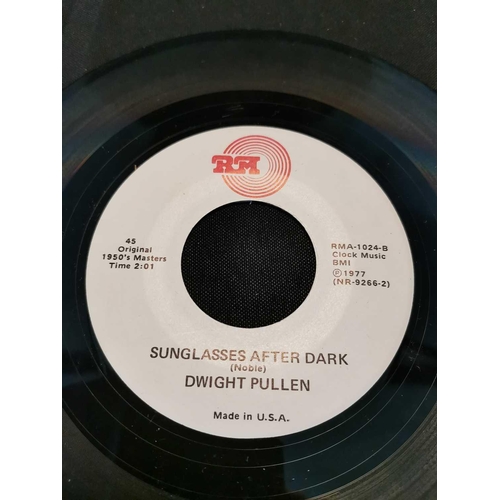 RM
45
Original
1950's Masters
Time 2:01
RMA-1024-B
Clock Music
BMI
℗ 1977
(NR-9266-2)
SUNGLASSES AFTER DARK
(Noble)
DWIGHT PULLEN
Made in U.S.A.